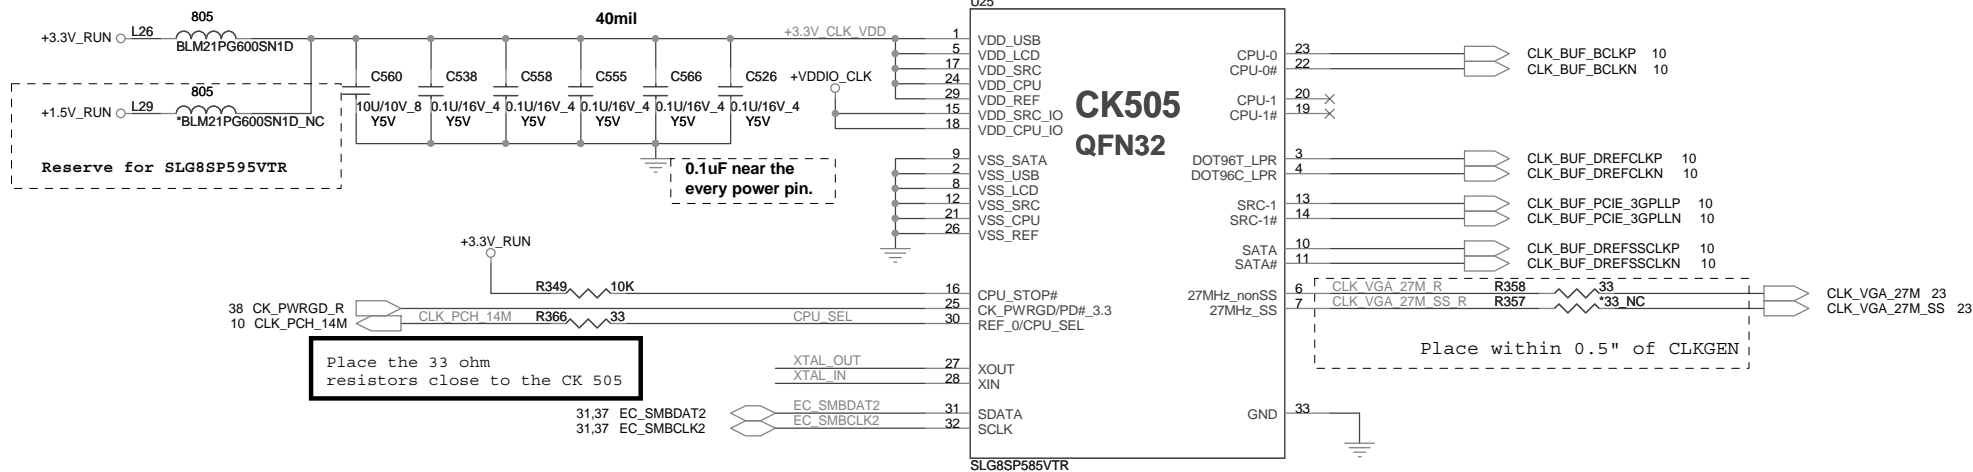 U25
805
+3.3V_RUN
L26
BLM21PG600SN1D
40mil
+3.3V_CLK_VDD
805
+1.5V_RUN
L29
*BLM21PG600SN1D_NC
Reserve for SLG8SP595VTR
C560
10U/10V_8
Y5V
C538
0.1U/16V_4
Y5V
C558
0.1U/16V_4
Y5V
C555
0.1U/16V_4
Y5V
C566
0.1U/16V_4
Y5V
C526
0.1U/16V_4
Y5V
+VDDIO_CLK
0.1uF near the
every power pin.
1 VDD_USB
5 VDD_LCD
17 VDD_SRC
24 VDD_CPU
29 VDD_REF
15 VDD_SRC_IO
18 VDD_CPU_IO
9 VSS_SATA
2 VSS_USB
8 VSS_LCD
12 VSS_SRC
21 VSS_CPU
26 VSS_REF
CK505
QFN32
CPU-0 23 CLK_BUF_BCLKP 10
CPU-0# 22 CLK_BUF_BCLKN 10
CPU-1 20
CPU-1# 19
DOT96T_LPR 3 CLK_BUF_DREFCLKP 10
DOT96C_LPR 4 CLK_BUF_DREFCLKN 10
SRC-1 13 CLK_BUF_PCIE_3GPLLP 10
SRC-1# 14 CLK_BUF_PCIE_3GPLLN 10
SATA 10 CLK_BUF_DREFSSCLKP 10
SATA# 11 CLK_BUF_DREFSSCLKN 10
27MHz_nonSS 6 CLK_VGA_27M_R R358 33 CLK_VGA_27M 23
27MHz_SS 7 CLK_VGA_27M_SS_R R357 *33_NC CLK_VGA_27M_SS 23
Place within 0.5" of CLKGEN
+3.3V_RUN
R349 10K 16 CPU_STOP#
38 CK_PWRGD_R 25 CK_PWRGD/PD#_3.3
10 CLK_PCH_14M CLK_PCH_14M R366 33 CPU_SEL 30 REF_0/CPU_SEL
Place the 33 ohm
resistors close to the CK 505
XTAL_OUT 27 XOUT
XTAL_IN 28 XIN
31,37 EC_SMBDAT2 EC_SMBDAT2 31 SDATA
31,37 EC_SMBCLK2 EC_SMBCLK2 32 SCLK
GND 33
SLG8SP585VTR